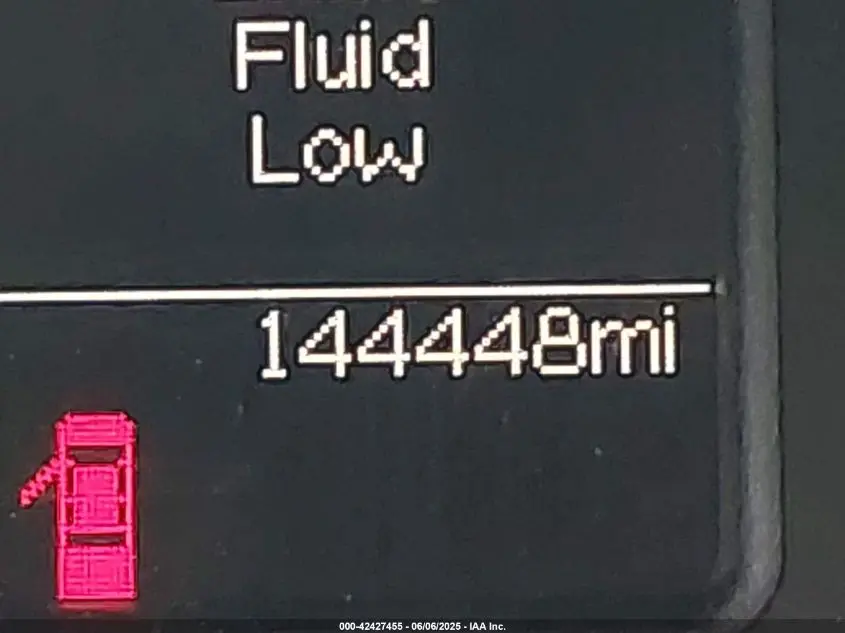 Fluid
Low
144448mi
000-42427455 - 06/06/2025 - IAA Inc.